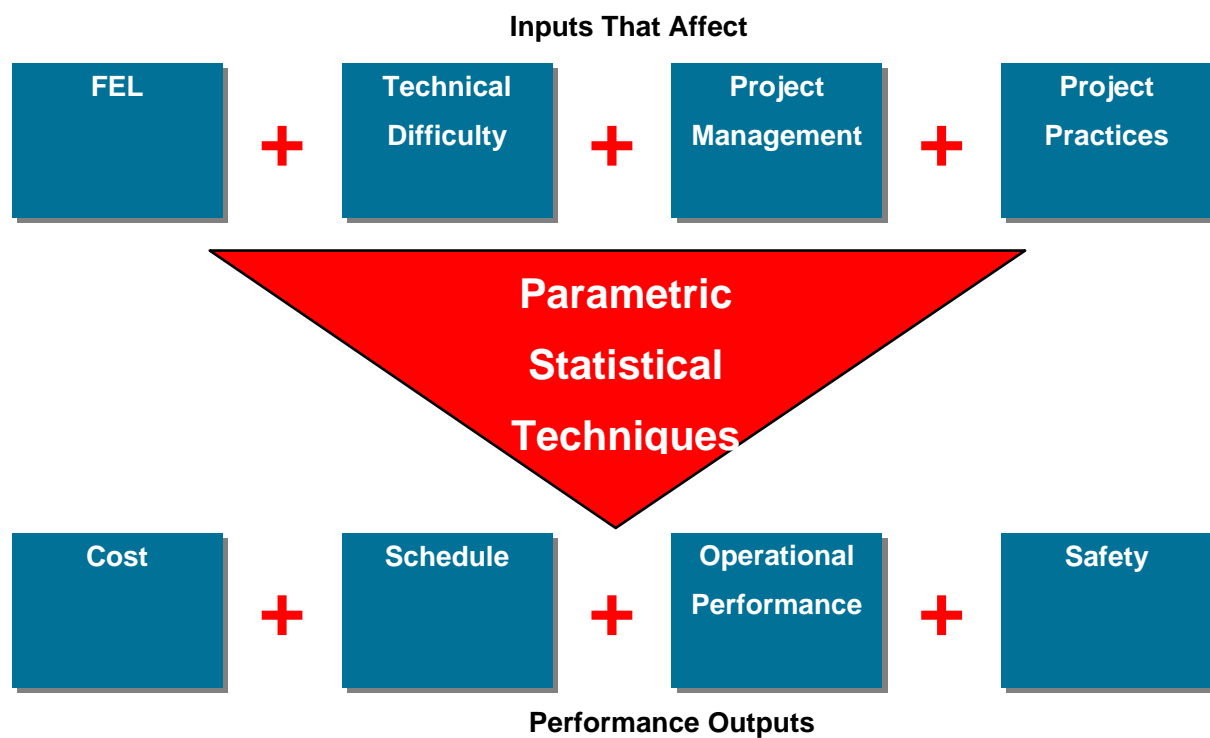 Inputs That Affect
FEL
Technical
Difficulty
Project
Management
Project
Practices
+
+
+
Parametric
Statistical
Techniques
Cost
Schedule
Operational
Performance
Safety
+
+
+
Performance Outputs